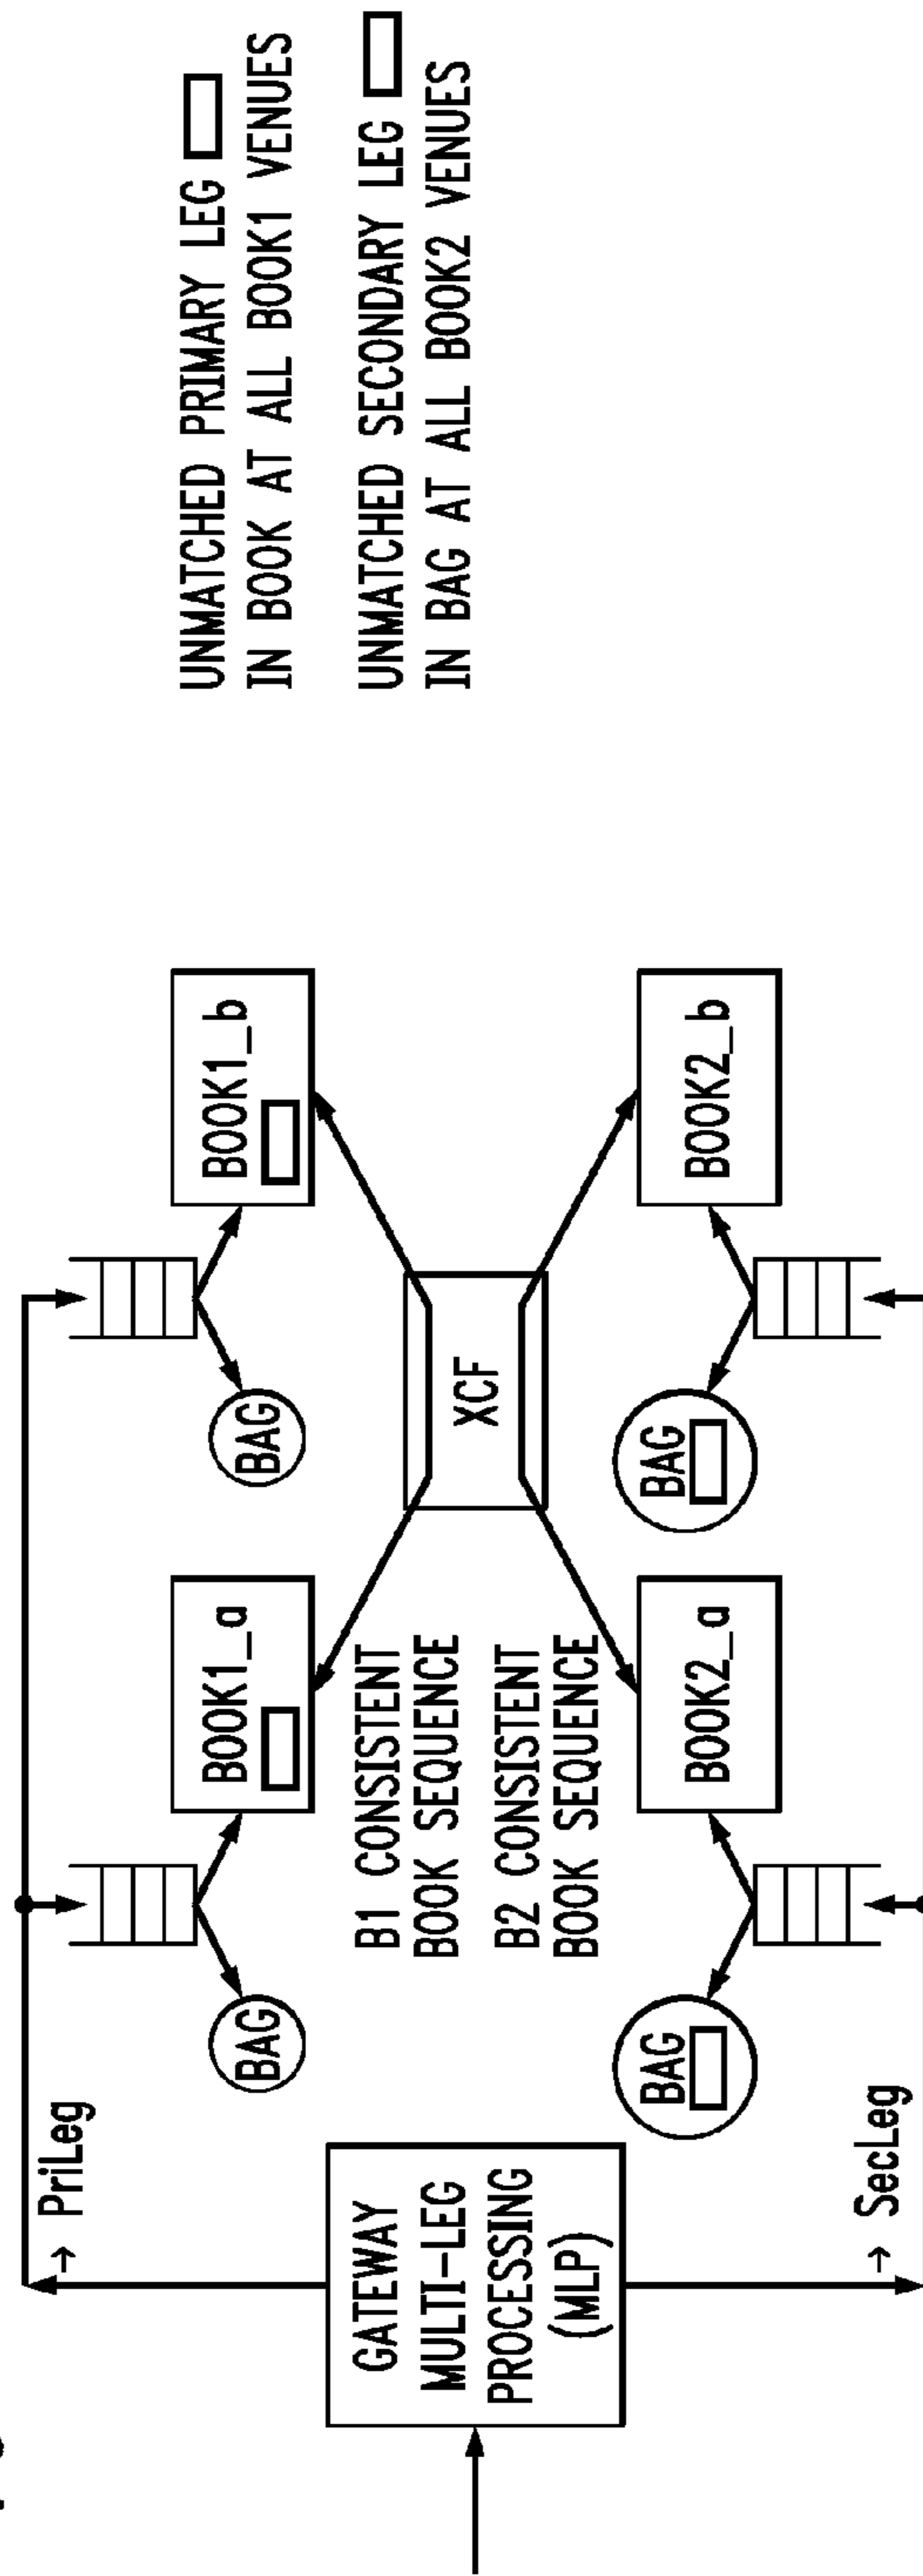 → PriLeg
GATEWAY
MULTI-LEG
PROCESSING
(MLP)
→ SecLeg
BAG
BOOK1_a
BAG
BOOK1_b
B1 CONSISTENT
BOOK SEQUENCE
B2 CONSISTENT
BOOK SEQUENCE
XCF
BAG
BOOK2_a
BAG
BOOK2_b
UNMATCHED PRIMARY LEG
IN BOOK AT ALL BOOK1 VENUES
UNMATCHED SECONDARY LEG
IN BAG AT ALL BOOK2 VENUES